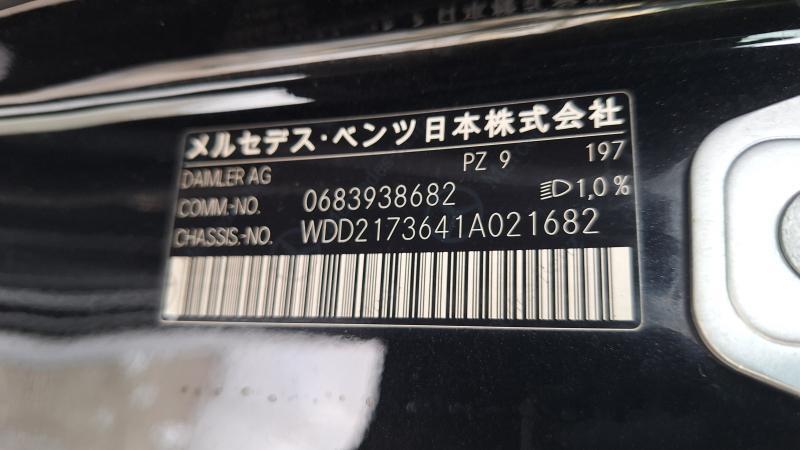 メルセデス・ベンツ日本株式会社
DAIMLER AG PZ 9 197
COMM.-NO. 0683938682 1,0%
CHASSIS.-NO. WDD2173641A021682